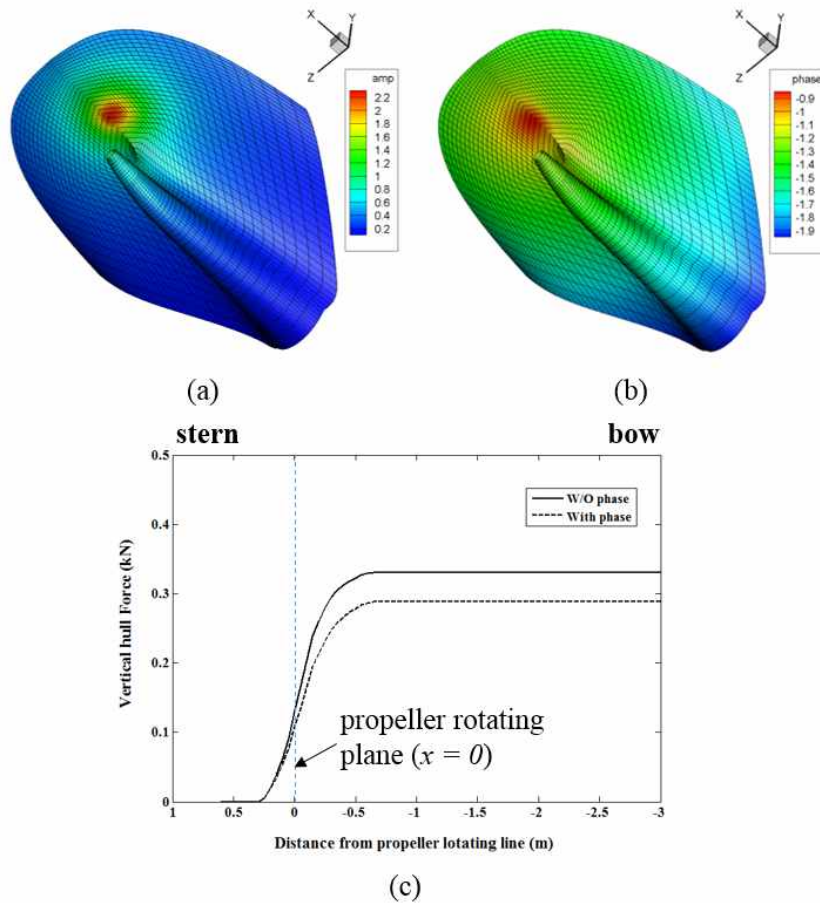 X
Y
Z
amp
2.2
2
1.8
1.6
1.4
1.2
1
0.8
0.6
0.4
0.2
X
Y
Z
phase
-0.9
-1
-1.1
-1.2
-1.3
-1.4
-1.5
-1.6
-1.7
-1.8
-1.9
(a)
(b)
stern
bow
0.5
0.4
0.3
0.2
0.1
0
Vertical hull Force (kN)
W/O phase
With phase
propeller rotating
plane (x = 0)
1
0.5
0
-0.5
-1
-1.5
-2
-2.5
-3
Distance from propeller lotating line (m)
(c)